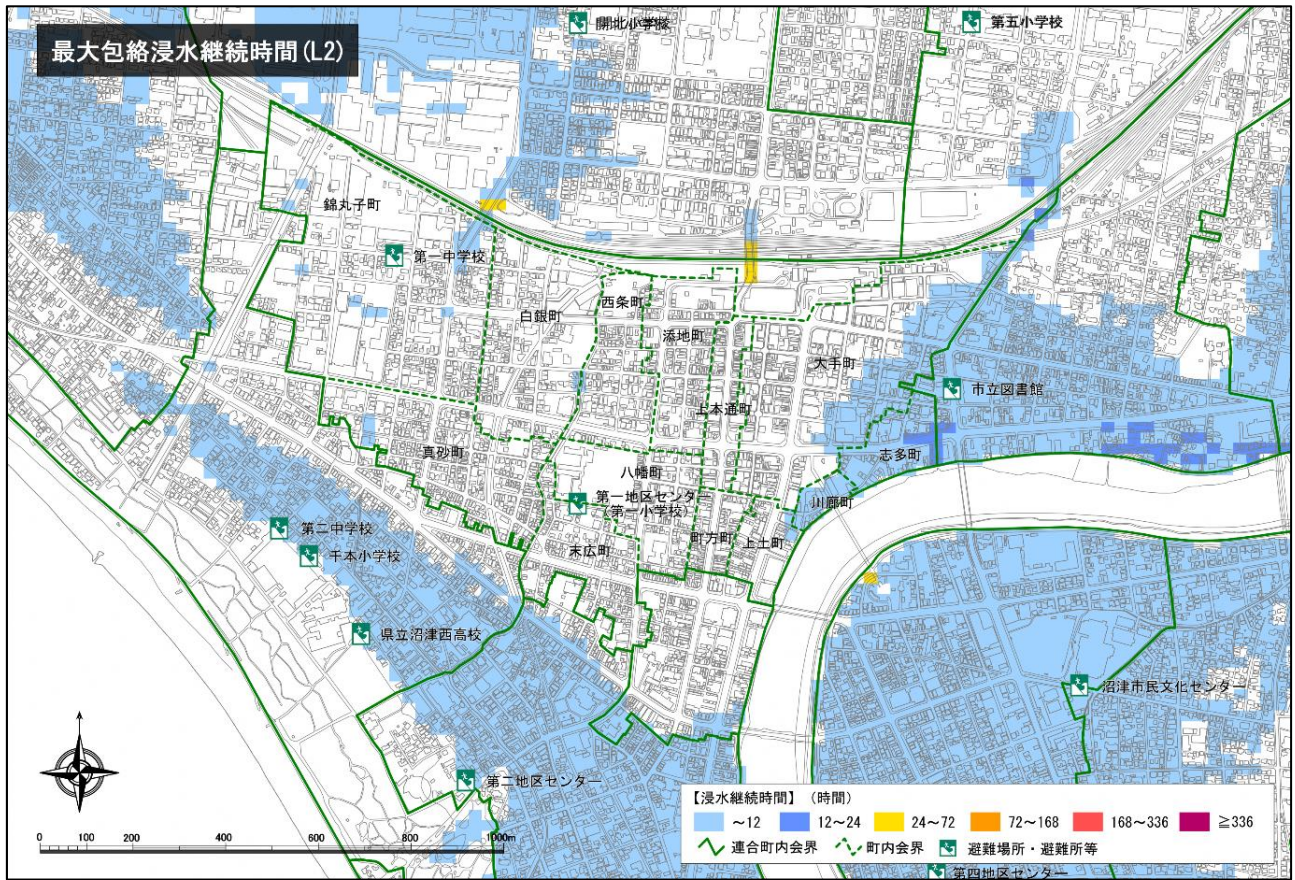 最大包絡浸水継続時間(L2)
開北小学校
第五小学校
錦丸子町
第一中学校
白銀町
西条町
添地町
大手町
市立図書館
上本通町
真砂町
八幡町
志多町
第一地区センター
(第一小学校)
川廓町
第二中学校
千本小学校
末広町
町方町
上土町
県立沼津西高校
沼津市民文化センター
第二地区センター
【浸水継続時間】 (時間)
~12
12~24
24~72
72~168
168~336
≧336
連合町内会界
町内会界
避難場所・避難所等
0 100 200 400 600 800 1000m
第四地区センター